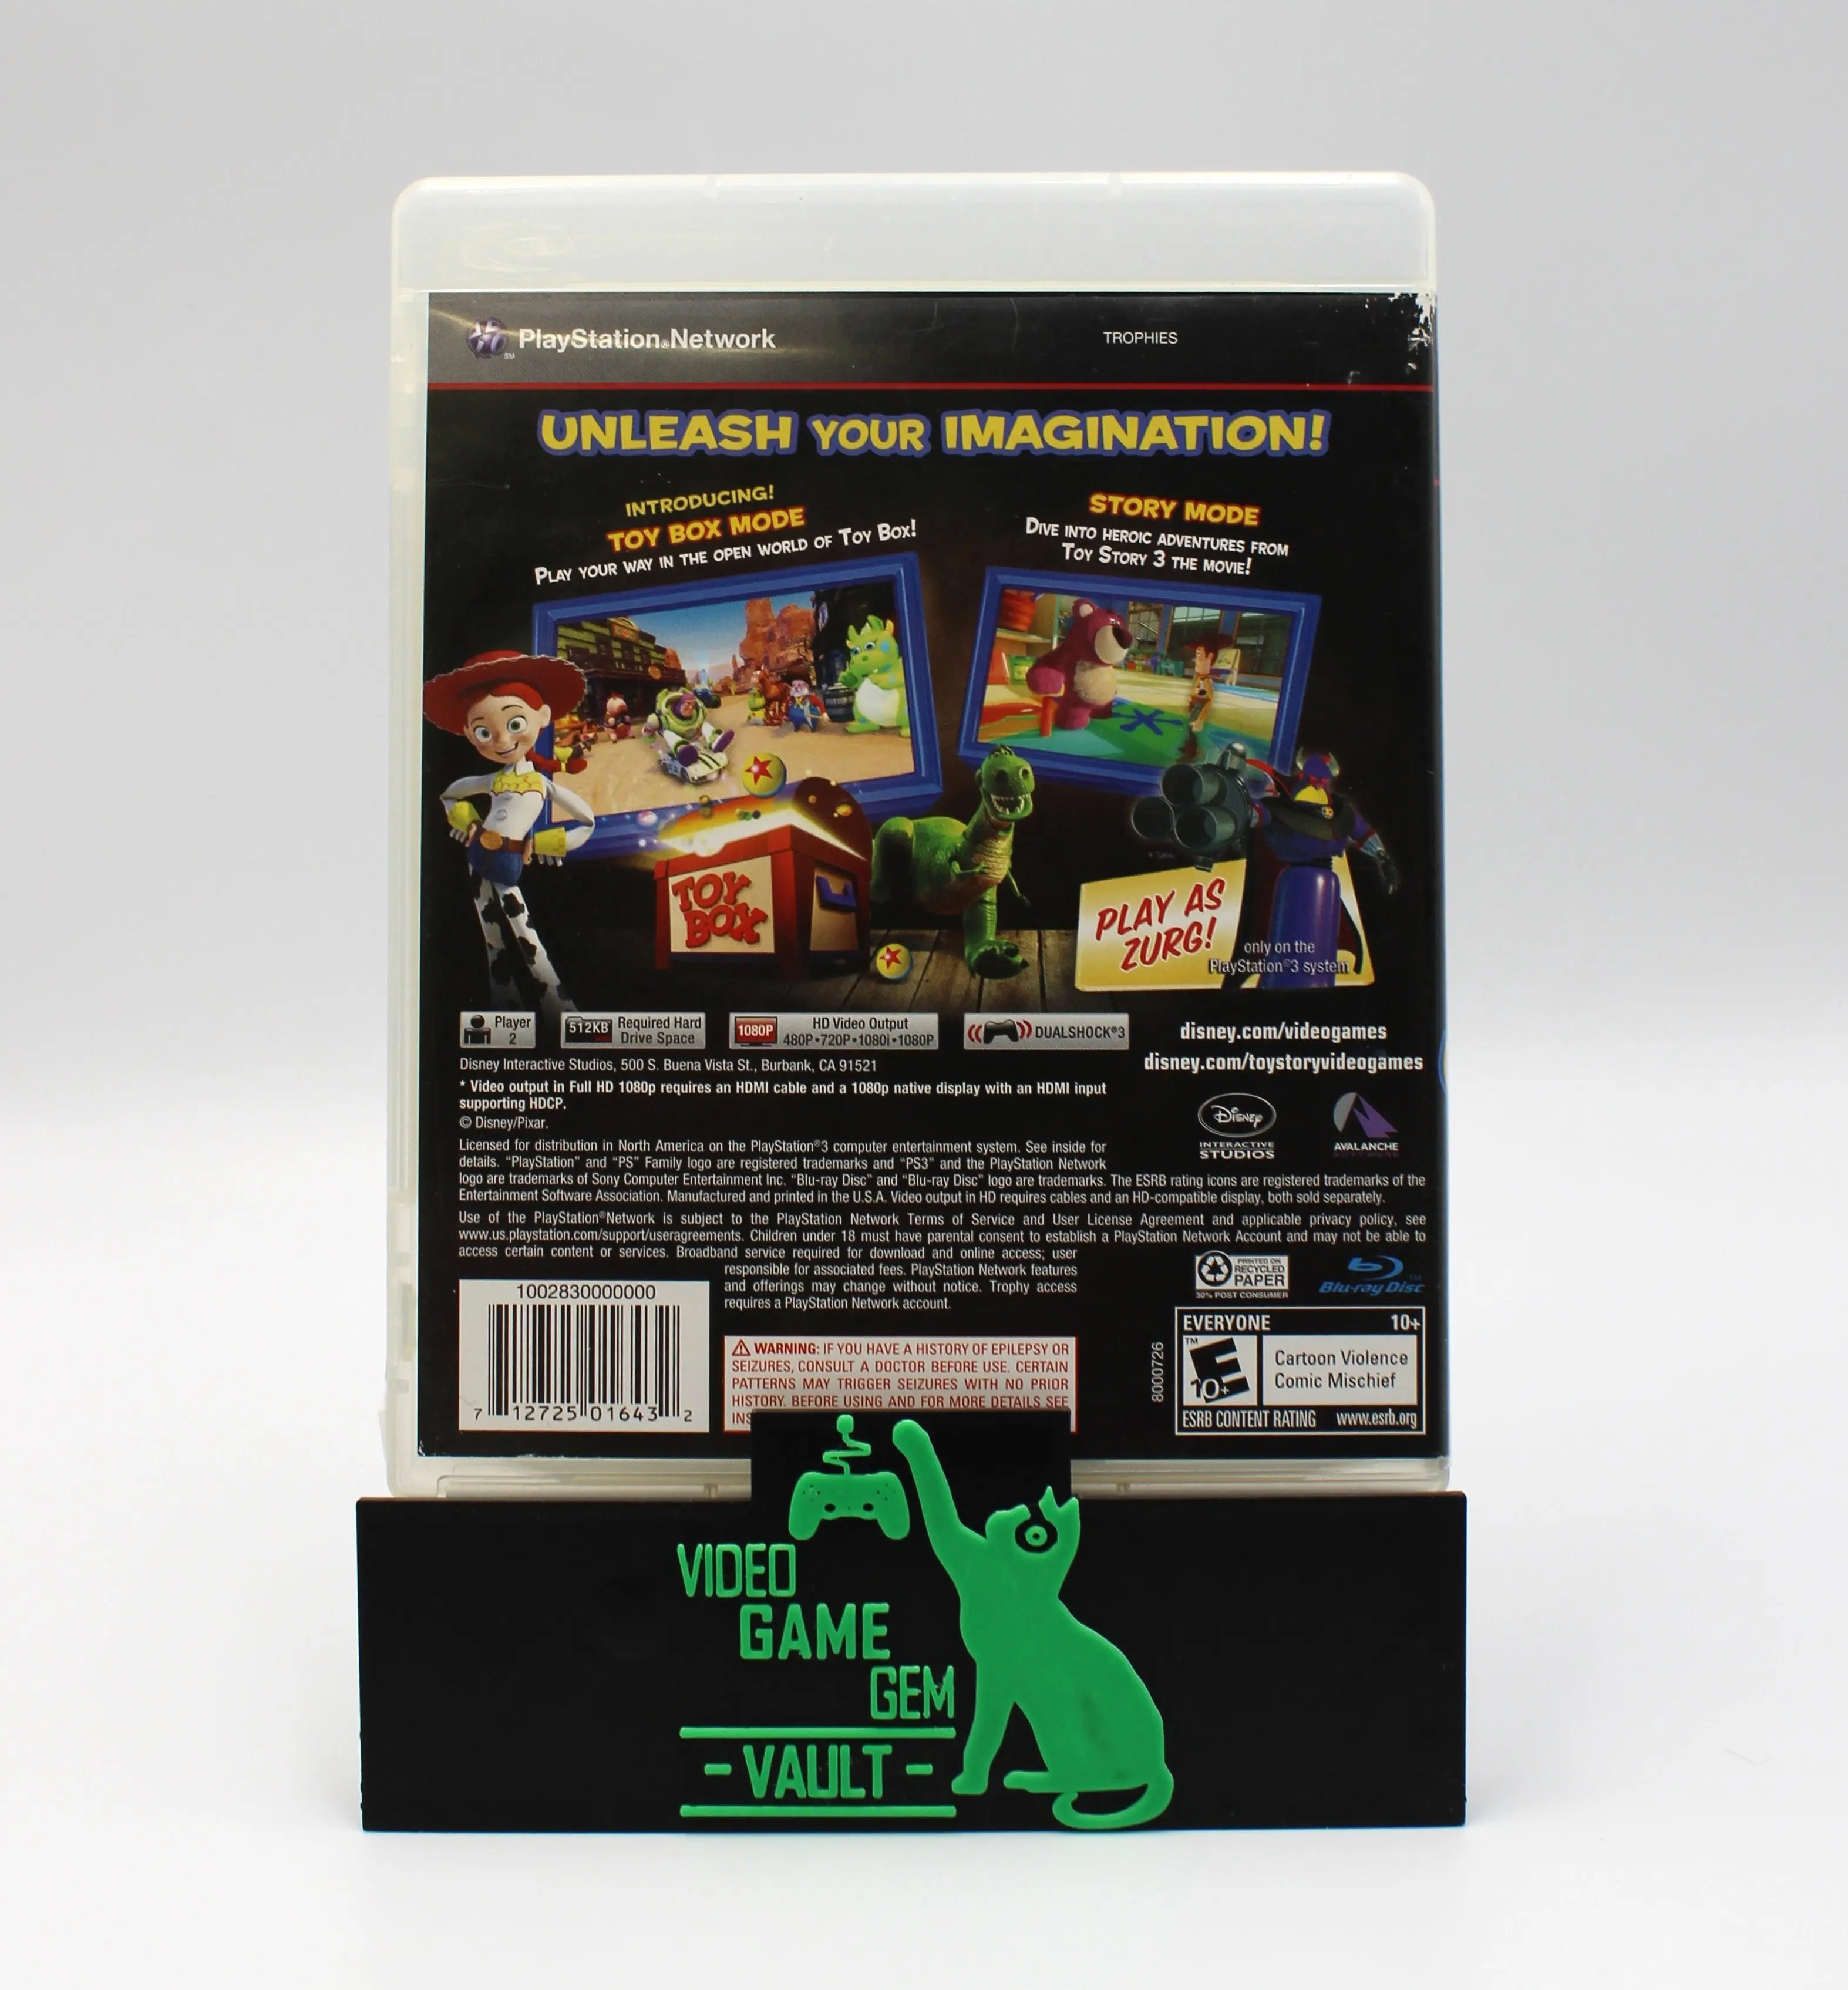 PlayStation®Network
SM
TROPHIES
UNLEASH YOUR IMAGINATION!
INTRODUCING!
TOY BOX MODE
PLAY YOUR WAY IN THE OPEN WORLD OF TOY BOX!
STORY MODE
DIVE INTO HEROIC ADVENTURES FROM
TOY STORY 3 THE MOVIE!
TOY
BOX
PLAY AS
ZURG!
only on the
PlayStation®3 system
Player
2
512KB
Required Hard
Drive Space
1080P
HD Video Output
480P•720P•1080i•1080P
DUALSHOCK®3
disney.com/videogames
disney.com/toystoryvideogames
Disney Interactive Studios, 500 S. Buena Vista St., Burbank, CA 91521
* Video output in Full HD 1080p requires an HDMI cable and a 1080p native display with an HDMI input
supporting HDCP.
© Disney/Pixar.
Disney
INTERACTIVE
STUDIOS
AVALANCHE
SOFTWARE
Licensed for distribution in North America on the PlayStation®3 computer entertainment system. See inside for
details. “PlayStation” and “PS” Family logo are registered trademarks and “PS3” and the PlayStation Network
logo are trademarks of Sony Computer Entertainment Inc. “Blu-ray Disc” and “Blu-ray Disc” logo are trademarks. The ESRB rating icons are registered trademarks of the
Entertainment Software Association. Manufactured and printed in the U.S.A. Video output in HD requires cables and an HD-compatible display, both sold separately.
Use of the PlayStation®Network is subject to the PlayStation Network Terms of Service and User License Agreement and applicable privacy policy, see
www.us.playstation.com/support/useragreements. Children under 18 must have parental consent to establish a PlayStation Network Account and may not be able to
access certain content or services. Broadband service required for download and online access; user
responsible for associated fees. PlayStation Network features
and offerings may change without notice. Trophy access
requires a PlayStation Network account.
PRINTED ON
RECYCLED
PAPER
30% POST CONSUMER
Blu-ray Disc
TM
1002830000000
7 12725 01643 2
WARNING: IF YOU HAVE A HISTORY OF EPILEPSY OR
SEIZURES, CONSULT A DOCTOR BEFORE USE. CERTAIN
PATTERNS MAY TRIGGER SEIZURES WITH NO PRIOR
HISTORY. BEFORE USING AND FOR MORE DETAILS SEE
INS
8000726
EVERYONE 10+
TM
E
10+
Cartoon Violence
Comic Mischief
ESRB CONTENT RATING www.esrb.org
VIDEO
GAME
GEM
- VAULT -